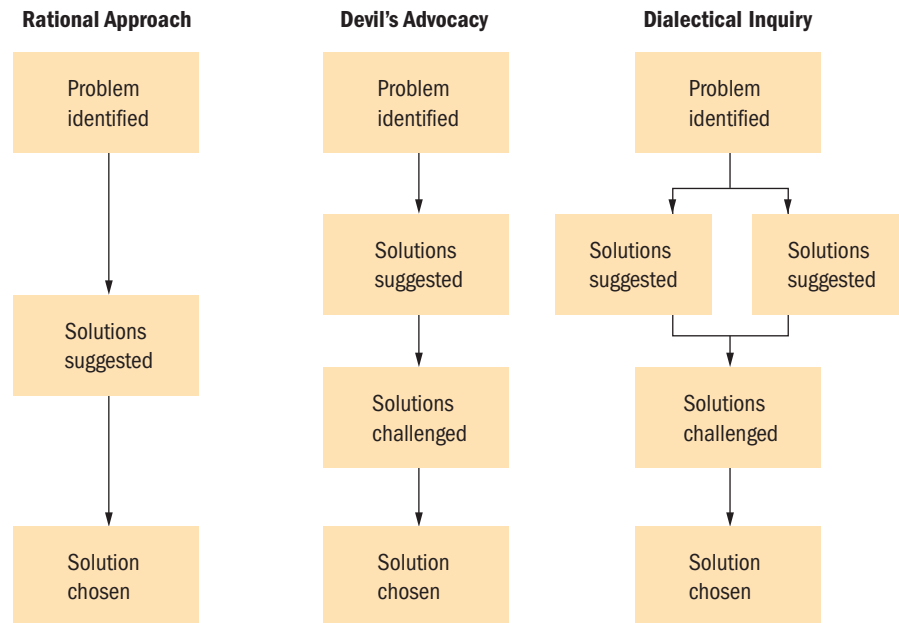 Rational Approach
Problem
identified
Solutions
suggested
Solution
chosen
Devil's Advocacy
Problem
identified
Solutions
suggested
Solutions
challenged
Solution
chosen
Dialectical Inquiry
Problem
identified
Solutions
suggested
Solutions
suggested
Solutions
challenged
Solution
chosen